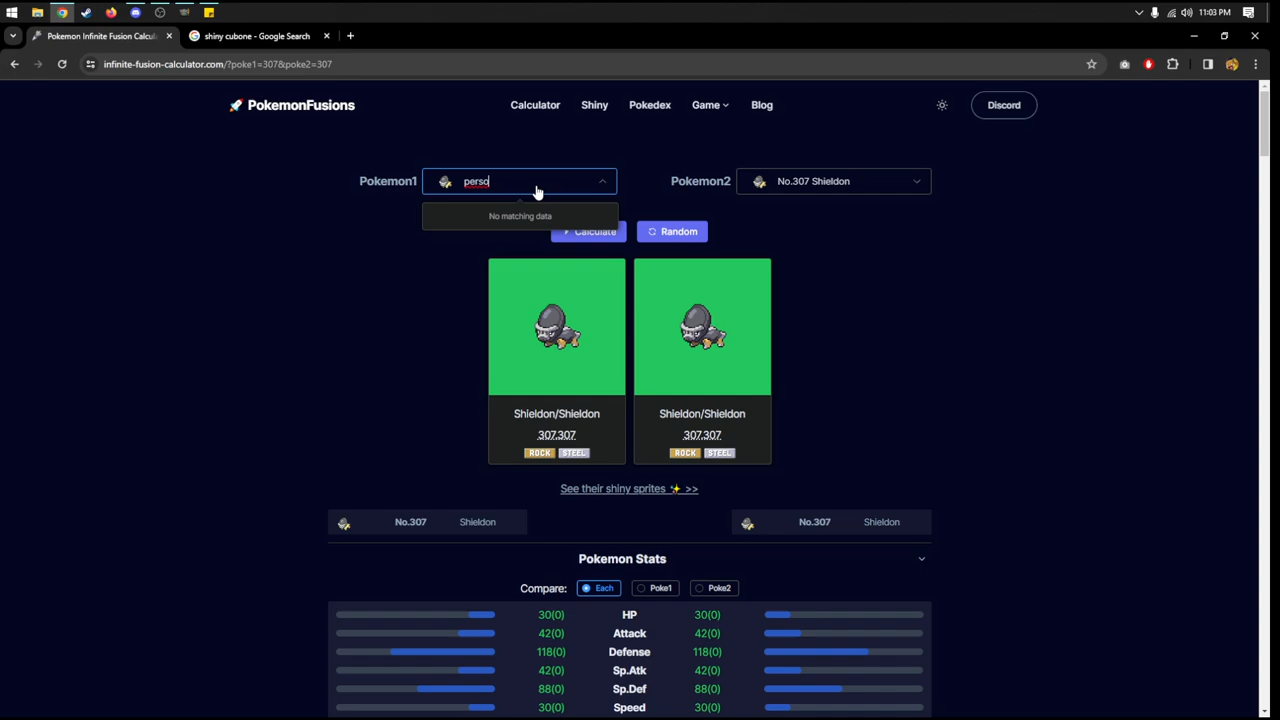 11:03 PM
Pokemon Infinite Fusion Calcula
shiny cubone - Google Search
infinite-fusion-calculator.com/?poke1=307&poke2=307
PokemonFusions
Calculator
Shiny
Pokedex
Game
Blog
Discord
Pokemon1
perso
Pokemon2
No.307 Shieldon
No matching data
Calculate
Random
Shieldon/Shieldon
307.307
ROCK STEEL
Shieldon/Shieldon
307.307
ROCK STEEL
See their shiny sprites ✨ >>
No.307 Shieldon
No.307 Shieldon
Pokemon Stats
Compare: Each Poke1 Poke2
30(0) HP 30(0)
42(0) Attack 42(0)
118(0) Defense 118(0)
42(0) Sp.Atk 42(0)
88(0) Sp.Def 88(0)
30(0) Speed 30(0)